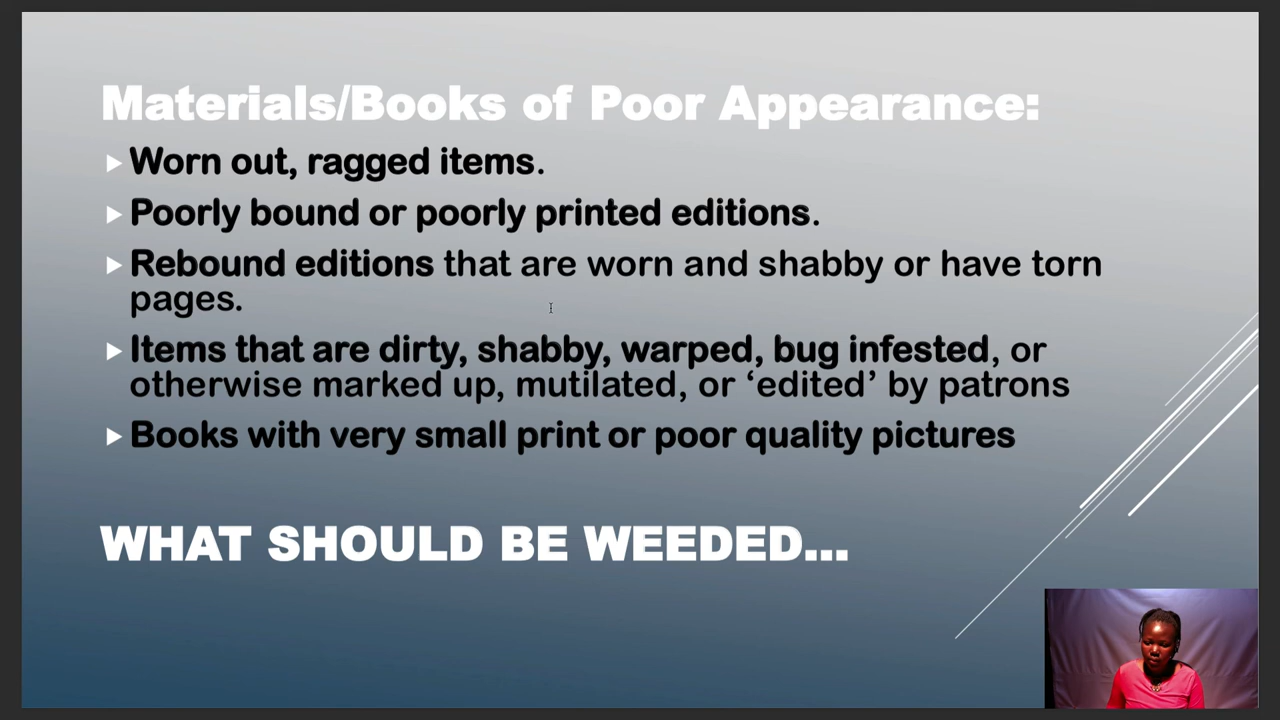 Materials/Books of Poor Appearance:
Worn out, ragged items.
Poorly bound or poorly printed editions.
Rebound editions that are worn and shabby or have torn
pages.
Items that are dirty, shabby, warped, bug infested, or
otherwise marked up, mutilated, or ‘edited’ by patrons
Books with very small print or poor quality pictures
WHAT SHOULD BE WEEDED...